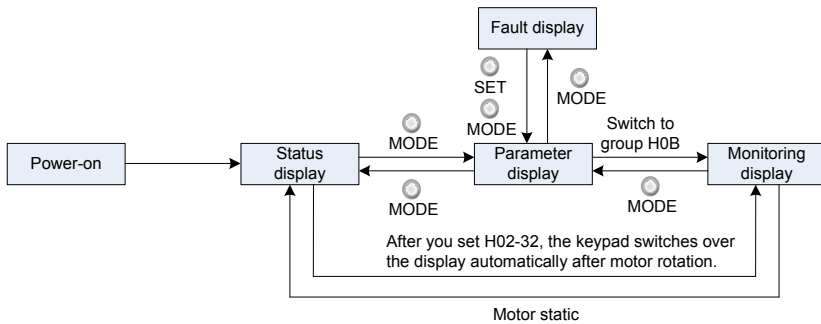 Fault display
SET
MODE
MODE
MODE
Switch to
group H0B
MODE
Power-on
Status
display
Parameter
display
Monitoring
display
MODE
MODE
After you set H02-32, the keypad switches over
the display automatically after motor rotation.
Motor static